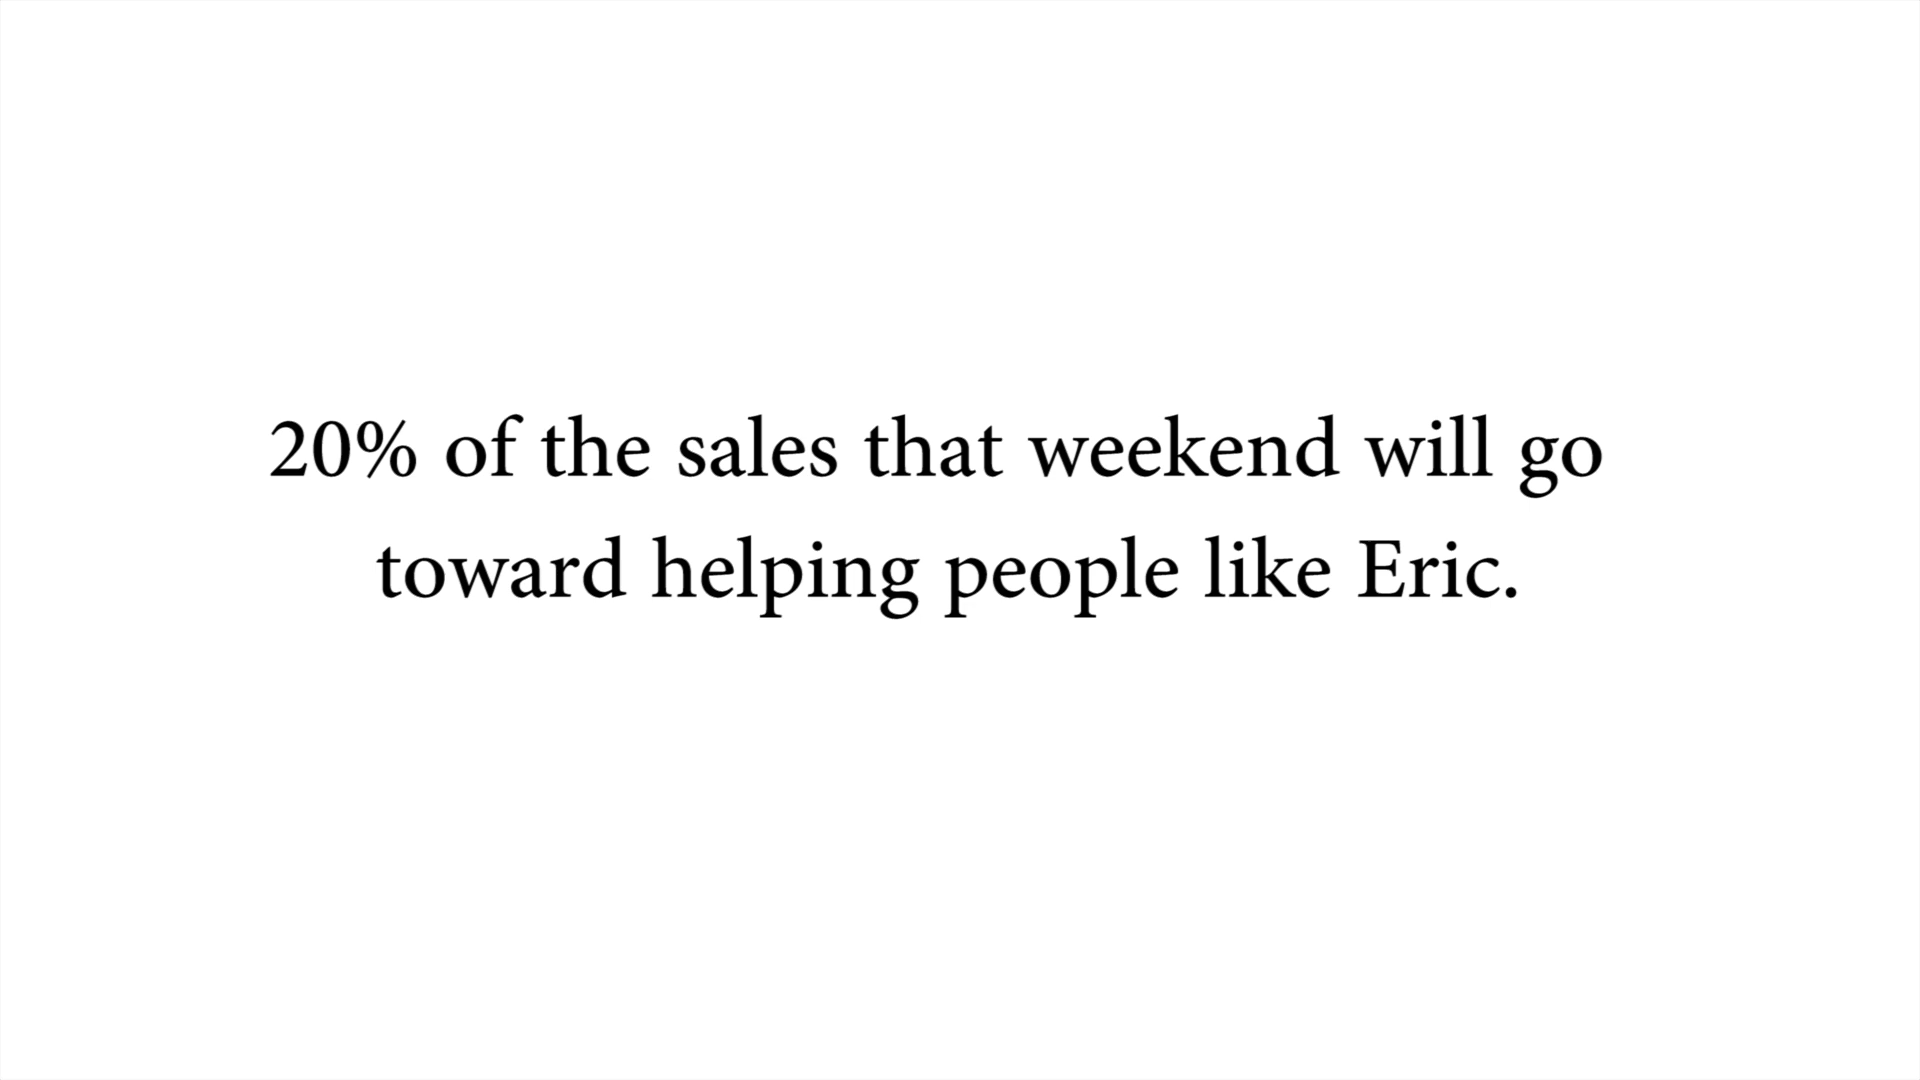 20% of the sales that weekend will go
toward helping people like Eric.